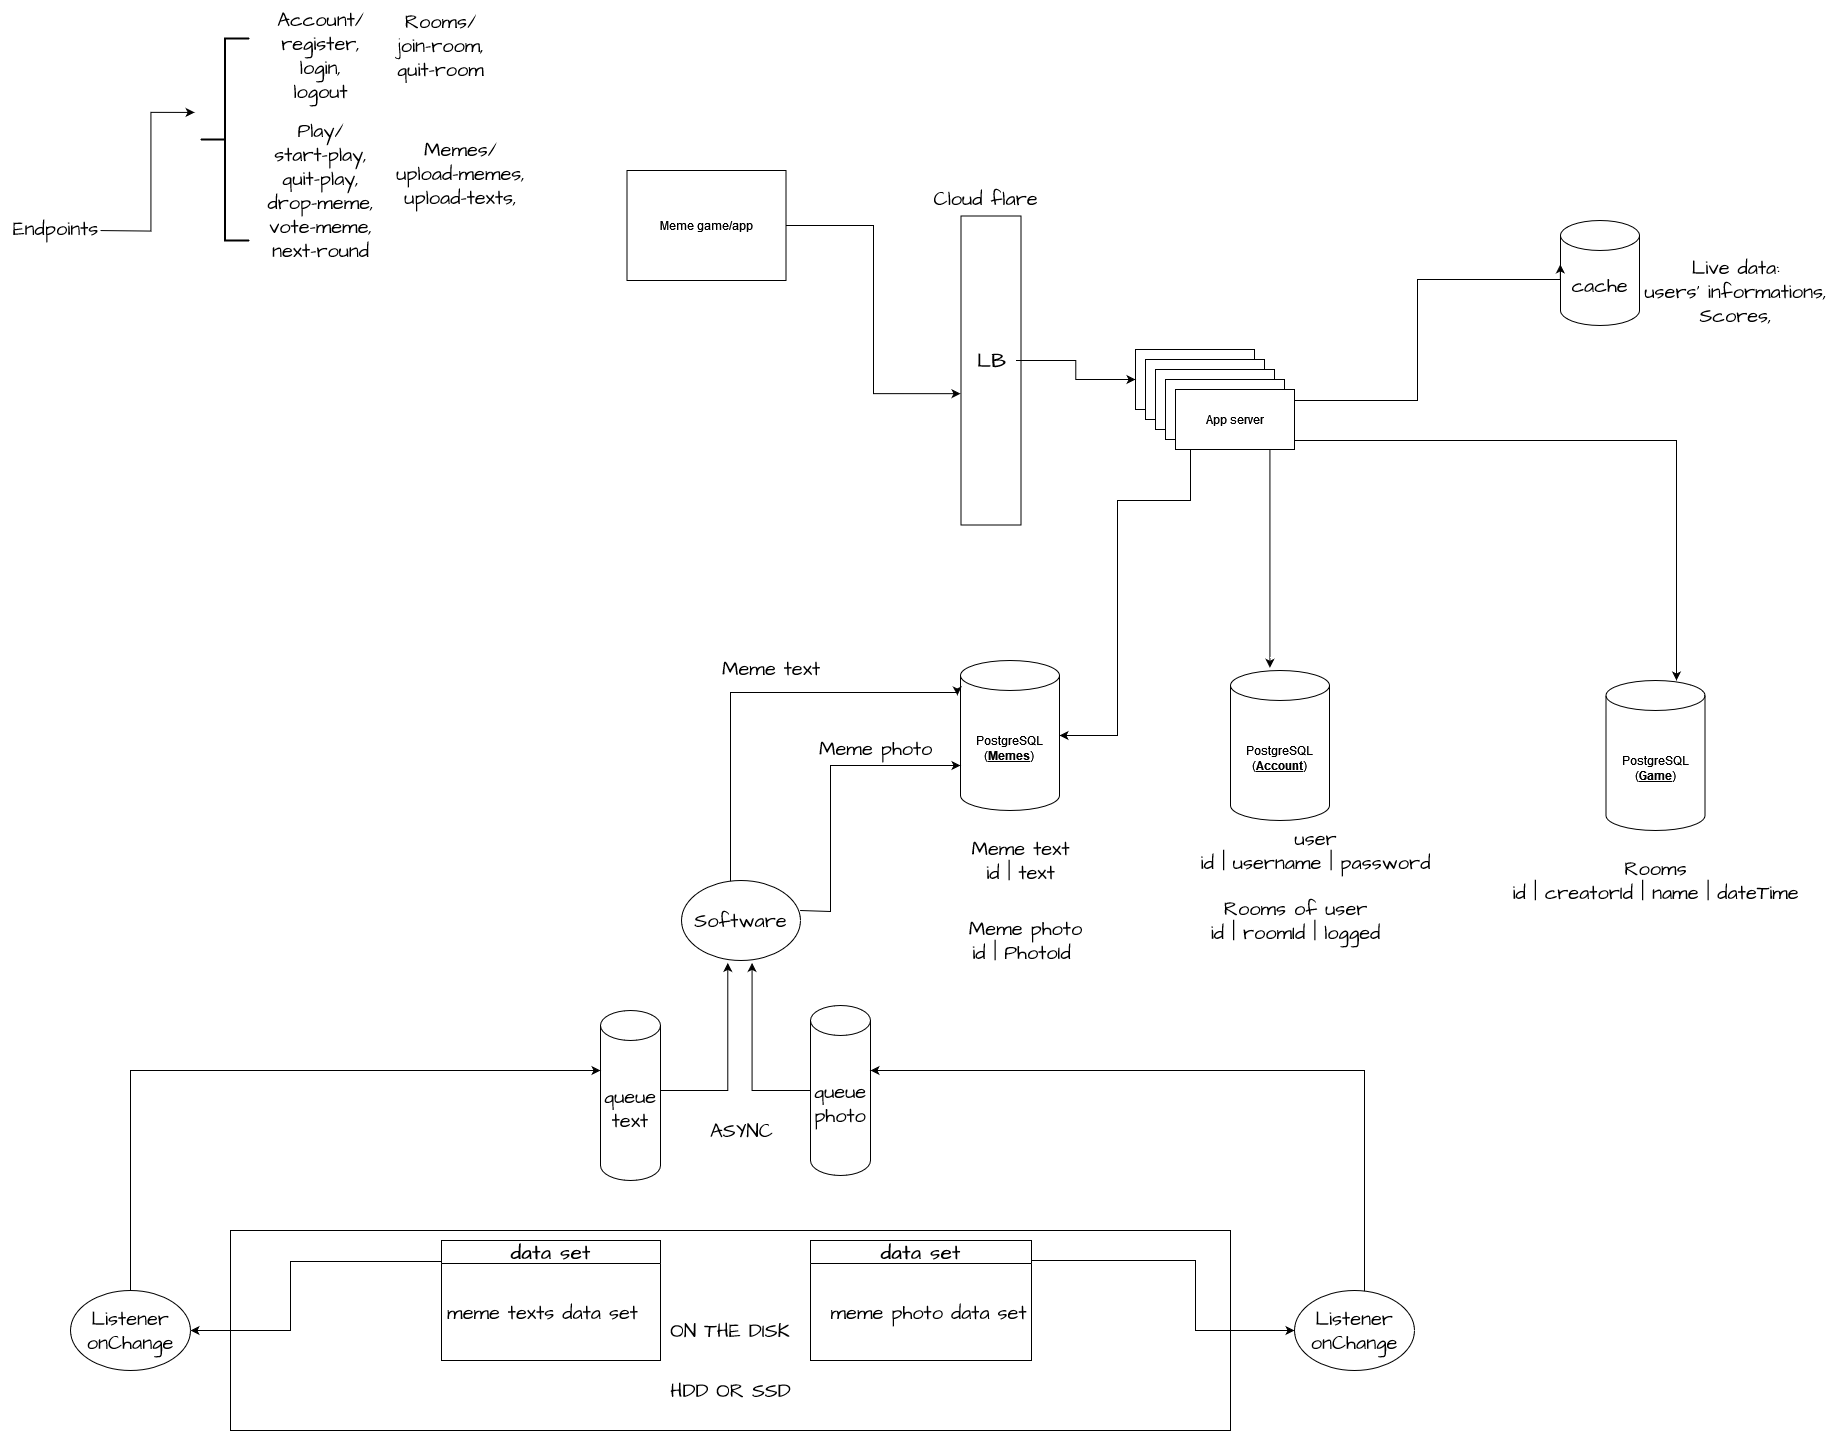 Account/
register,
login,
logout
Rooms/
join-room,
quit-room
Play/
start-play,
quit-play,
drop-meme,
vote-meme,
next-round
Memes/
upload-memes,
upload-texts,
Endpoints
Meme game/app
Cloud flare
LB
App server
cache
Live data:
users' informations,
Scores,
Meme text
Meme photo
PostgreSQL
(Memes)
PostgreSQL
(Account)
PostgreSQL
(Game)
Meme text
id | text
Meme photo
id | PhotoId
user
id | username | password
Rooms of user
id | roomId | logged
Rooms
id | creatorId | name | dateTime
Software
queue
text
queue
photo
ASYNC
data set
meme texts data set
data set
meme photo data set
ON THE DISK
HDD OR SSD
Listener
onChange
Listener
onChange